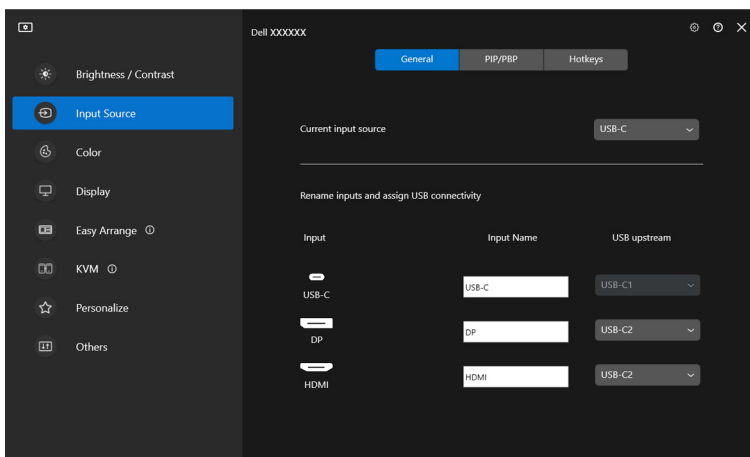 Dell XXXXXX
General PIP/PBP Hotkeys
Brightness / Contrast
Input Source
Color
Display
Easy Arrange
KVM
Personalize
Others
Current input source USB-C
Rename inputs and assign USB connectivity
Input Input Name USB upstream
USB-C USB-C USB-C1
DP DP USB-C2
HDMI HDMI USB-C2